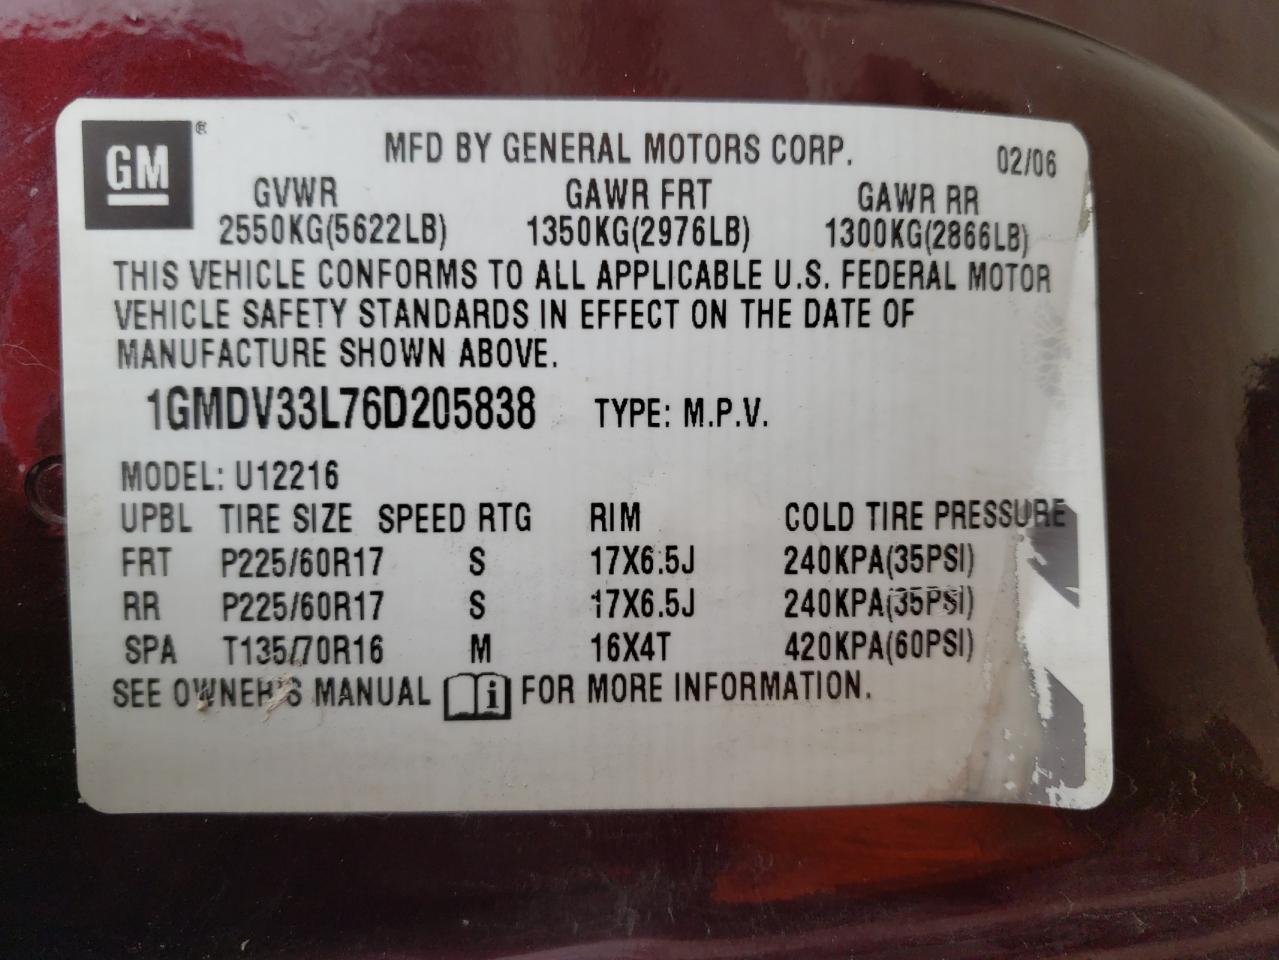 GM ®
MFD BY GENERAL MOTORS CORP. 02/06
GVWR GAWR FRT GAWR RR
2550KG(5622LB) 1350KG(2976LB) 1300KG(2866LB)
THIS VEHICLE CONFORMS TO ALL APPLICABLE U.S. FEDERAL MOTOR
VEHICLE SAFETY STANDARDS IN EFFECT ON THE DATE OF
MANUFACTURE SHOWN ABOVE.
1GMDV33L76D205838 TYPE: M.P.V.
MODEL: U12216
UPBL TIRE SIZE SPEED RTG RIM COLD TIRE PRESSURE
FRT P225/60R17 S 17X6.5J 240KPA(35PSI)
RR P225/60R17 S 17X6.5J 240KPA(35PSI)
SPA T135/70R16 M 16X4T 420KPA(60PSI)
SEE OWNER'S MANUAL i FOR MORE INFORMATION.